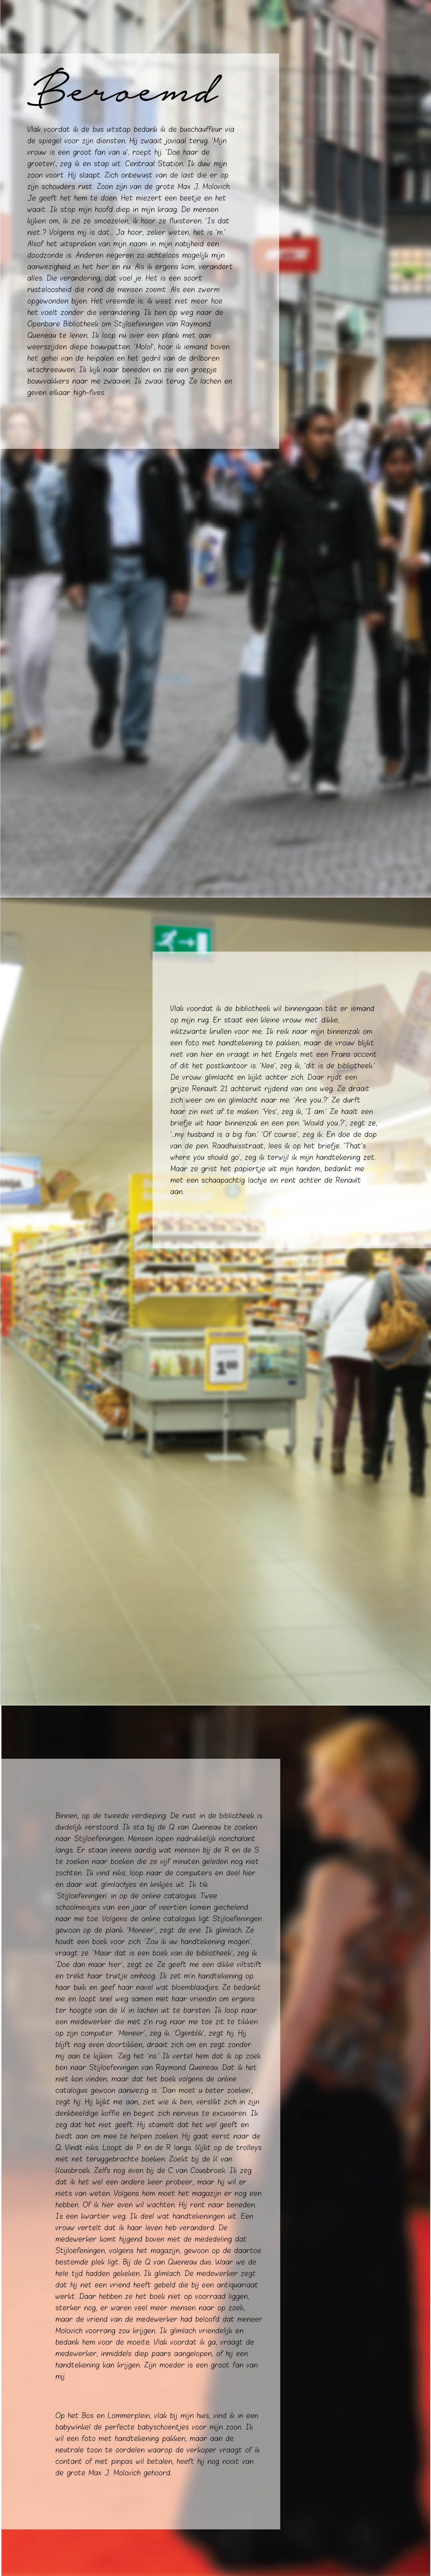 Beroemd
Vlak voordat ik de bus uitstap bedank ik de buschauffeur via
de spiegel voor zijn diensten. Hij zwaait joviaal terug. 'Mijn
vrouw is een groot fan van u', roept hij. 'Doe haar de
groeten', zeg ik en stap uit. Centraal Station. Ik duw mijn
zoon voort. Hij slaapt. Zich onbewust van de last die er op
zijn schouders rust. Zoon zijn van de grote Max J. Molovich.
Je geeft het hem te doen. Het miezert een beetje en het
waait. Ik stop mijn hoofd diep in mijn kraag. De mensen
kijken om, ik zie ze smoezelen, ik hoor ze fluisteren. 'Is dat
niet..? Volgens mij is dat... Ja hoor, zeker weten, het is 'm.'
Alsof het uitspreken van mijn naam in mijn nabijheid een
doodzonde is. Anderen negeren zo achteloos mogelijk mijn
aanwezigheid in het hier en nu. Als ik ergens kom, verandert
alles. Die verandering, dat voel je. Het is een soort
rusteloosheid die rond de mensen zoemt. Als een zwerm
opgewonden bijen. Het vreemde is: ik weet niet meer hoe
het voelt zonder die verandering. Ik ben op weg naar de
Openbare Bibliotheek om Stijloefeningen van Raymond
Queneau te lenen. Ik loop nu over een plank met aan
weerszijden diepe bouwputten. 'Molo!', hoor ik iemand boven
het gehei van de heipalen en het gedril van de drilboren
uitschreeuwen. Ik kijk naar beneden en zie een groepje
bouwvakkers naar me zwaaien. Ik zwaai terug. Ze lachen en
geven elkaar high-fives.
Vlak voordat ik de bibliotheek wil binnengaan tikt er iemand
op mijn rug. Er staat een kleine vrouw met dikke,
inktzwarte krullen voor me. Ik reik naar mijn binnenzak om
een foto met handtekening te pakken, maar de vrouw blijkt
niet van hier en vraagt in het Engels met een Frans accent
of dit het postkantoor is. 'Nee', zeg ik, 'dit is de bibliotheek.'
De vrouw glimlacht en kijkt achter zich. Daar rijdt een
grijze Renault 21 achteruit rijdend van ons weg. Ze draait
zich weer om en glimlacht naar me. 'Are you..?' Ze durft
haar zin niet af te maken. 'Yes', zeg ik, 'I am.' Ze haalt een
briefje uit haar binnenzak en een pen. 'Would you..?', zegt ze,
'...my husband is a big fan.' 'Of course', zeg ik. En doe de dop
van de pen. Raadhuisstraat, lees ik op het briefje. 'That's
where you should go', zeg ik terwijl ik mijn handtekening zet.
Maar ze grist het papiertje uit mijn handen, bedankt me
met een schaapachtig lachje en rent achter de Renault
aan.
Binnen, op de tweede verdieping. De rust in de bibliotheek is
duidelijk verstoord. Ik sta bij de Q van Queneau te zoeken
naar Stijloefeningen. Mensen lopen nadrukkelijk nonchalant
langs. Er staan ineens aardig wat mensen bij de R en de S
te zoeken naar boeken die ze vijf minuten geleden nog niet
zochten. Ik vind niks, loop naar de computers en deel hier
en daar wat glimlachjes en knikjes uit. Ik tik
'Stijloefeningen' in op de online catalogus. Twee
schoolmeisjes van een jaar of veertien komen giechelend
naar me toe. Volgens de online catalogus ligt Stijloefeningen
gewoon op de plank. 'Meneer', zegt de ene. Ik glimlach. Ze
houdt een boek voor zich. 'Zou ik uw handtekening mogen',
vraagt ze. 'Maar dat is een boek van de bibliotheek', zeg ik.
'Doe dan maar hier', zegt ze. Ze geeft me een dikke viltstift
en trekt haar truitje omhoog. Ik zet m'n handtekening op
haar buik en geef haar navel wat bloemblaadjes. Ze bedankt
me en loopt snel weg samen met haar vriendin om ergens
ter hoogte van de U in lachen uit te barsten. Ik loop naar
een medewerker die met z'n rug naar me toe zit te tikken
op zijn computer. 'Meneer', zeg ik. 'Ogenblik', zegt hij. Hij
blijft nog even doortikken, draait zich om en zegt zonder
mij aan te kijken: 'Zeg het 'ns.' Ik vertel hem dat ik op zoek
ben naar Stijloefeningen van Raymond Queneau. Dat ik het
niet kon vinden, maar dat het boek volgens de online
catalogus gewoon aanwezig is. 'Dan moet u beter zoeken',
zegt hij. Hij kijkt me aan, ziet wie ik ben, verslikt zich in zijn
denkbeeldige koffie en begint zich nerveus te excuseren. Ik
zeg dat het niet geeft. Hij stamelt dat het wel geeft en
biedt aan om mee te helpen zoeken. Hij gaat eerst naar de
Q. Vindt niks. Loopt de P en de R langs. Kijkt op de trolleys
met net teruggebrachte boeken. Zoekt bij de K van
Kousbroek. Zelfs nog even bij de C van Cousbroek. Ik zeg
dat ik het wel een andere keer probeer, maar hij wil er
niets van weten. Volgens hem moet het magazijn er nog een
hebben. Of ik hier even wil wachten. Hij rent naar beneden.
Is een kwartier weg. Ik deel wat handtekeningen uit. Een
vrouw vertelt dat ik haar leven heb veranderd. De
medewerker komt hijgend boven met de mededeling dat
Stijloefeningen, volgens het magazijn, gewoon op de daartoe
bestemde plek ligt. Bij de Q van Queneau dus. Waar we de
hele tijd hadden gekeken. Ik glimlach. De medewerker zegt
dat hij net een vriend heeft gebeld die bij een antiquariaat
werkt. Daar hebben ze het boek niet op voorraad liggen,
sterker nog, er waren veel meer mensen naar op zoek,
maar de vriend van de medewerker had beloofd dat meneer
Molovich voorrang zou krijgen. Ik glimlach vriendelijk en
bedank hem voor de moeite. Vlak voordat ik ga, vraagt de
medewerker, inmiddels diep paars aangelopen, of hij een
handtekening kan krijgen. Zijn moeder is een groot fan van
mij.
Op het Bos en Lommerplein, vlak bij mijn huis, vind ik in een
babywinkel de perfecte babyschoentjes voor mijn zoon. Ik
wil een foto met handtekening pakken, maar aan de
neutrale toon te oordelen waarop de verkoper vraagt of ik
contant of met pinpas wil betalen, heeft hij nog nooit van
de grote Max J. Molovich gehoord.